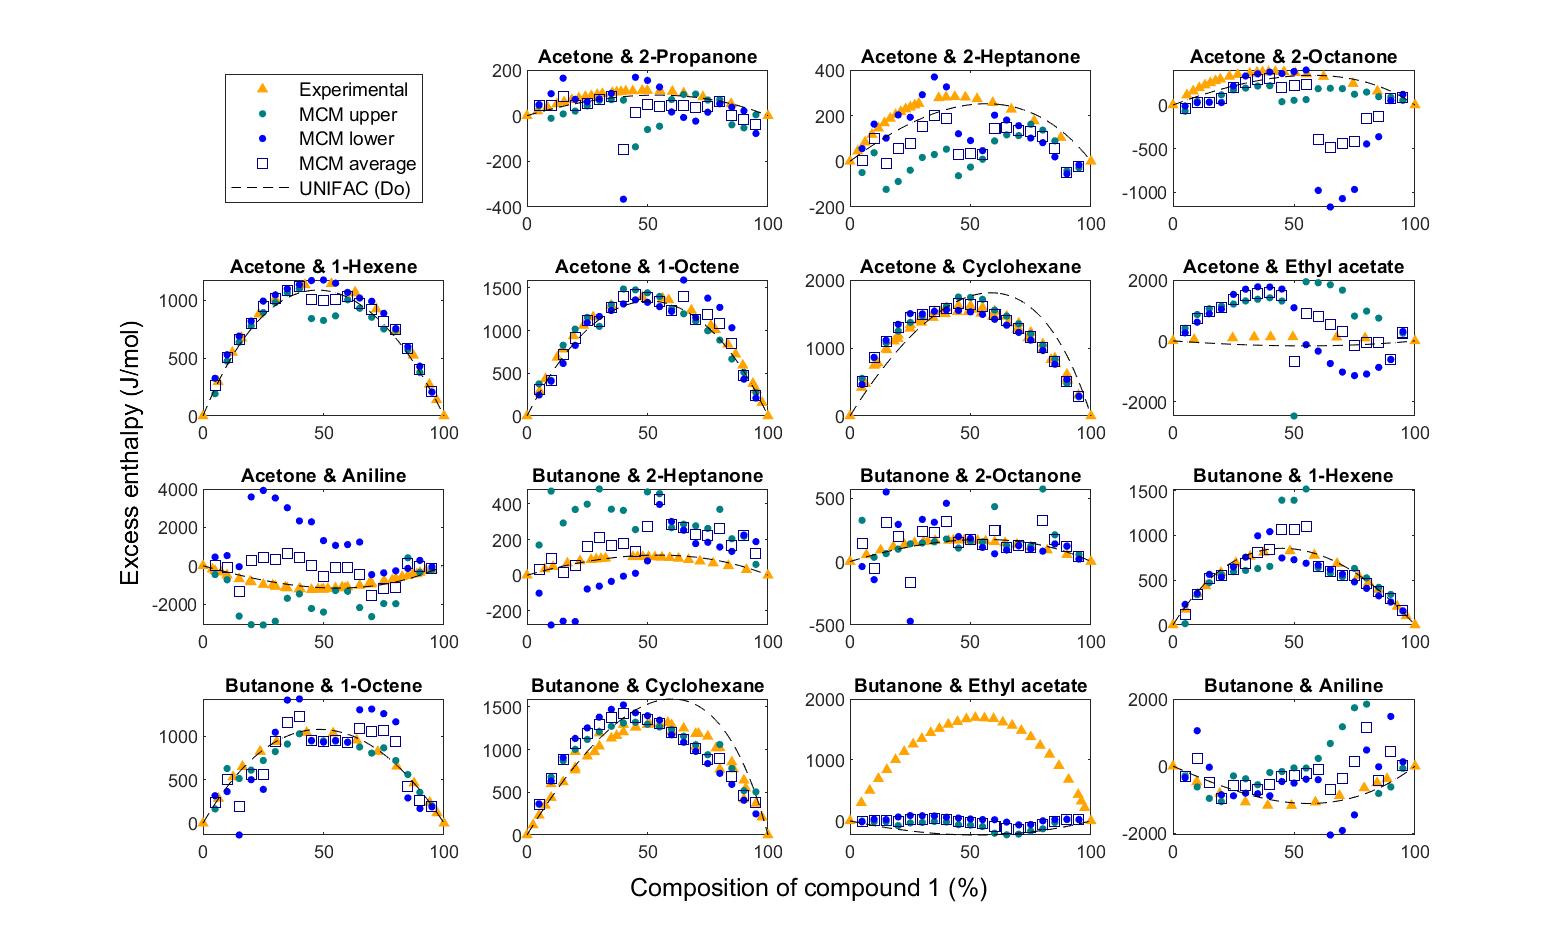 Experimental
MCM upper
MCM lower
MCM average
UNIFAC (Do)
Acetone & 2-Propanone
200
0
-200
-400
0 50 100
Acetone & 2-Heptanone
400
200
0
-200
0 50 100
Acetone & 2-Octanone
0
-500
-1000
0 50 100
Acetone & 1-Hexene
1000
500
0
0 50 100
Acetone & 1-Octene
1500
1000
500
0
0 50 100
Acetone & Cyclohexane
2000
1000
0
0 50 100
Acetone & Ethyl acetate
2000
0
-2000
0 50 100
Acetone & Aniline
4000
2000
0
-2000
0 50 100
Butanone & 2-Heptanone
400
200
0
-200
0 50 100
Butanone & 2-Octanone
500
0
-500
0 50 100
Butanone & 1-Hexene
1500
1000
500
0
0 50 100
Butanone & 1-Octene
1000
500
0
0 50 100
Butanone & Cyclohexane
1500
1000
500
0
0 50 100
Butanone & Ethyl acetate
2000
1000
0
0 50 100
Butanone & Aniline
2000
0
-2000
0 50 100
Excess enthalpy (J/mol)
Composition of compound 1 (%)